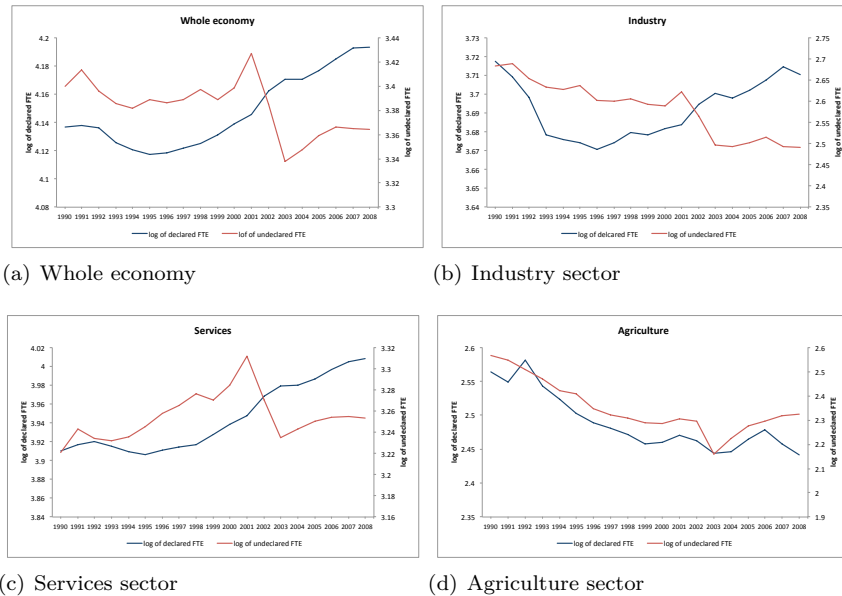 Whole economy
4.2
4.18
4.16
4.14
4.12
4.1
4.08
log of declared FTE
3.44
3.42
3.4
3.38
3.36
3.34
3.32
3.3
log of undeclared FTE
1990 1991 1992 1993 1994 1995 1996 1997 1998 1999 2000 2001 2002 2003 2004 2005 2006 2007 2008
log of declared FTE lof of undeclared FTE
(a) Whole economy
Industry
3.73
3.72
3.71
3.7
3.69
3.68
3.67
3.66
3.65
3.64
log of delcared FTE
2.75
2.7
2.65
2.6
2.55
2.5
2.45
2.4
2.35
log of undeclared FTE
1990 1991 1992 1993 1994 1995 1996 1997 1998 1999 2000 2001 2002 2003 2004 2005 2006 2007 2008
log of FTE log of undeclared FTE
(b) Industry sector
Services
4.02
4
3.98
3.96
3.94
3.92
3.9
3.88
3.86
3.84
log of declared FTE
3.32
3.3
3.28
3.26
3.24
3.22
3.2
3.18
3.16
log of undeclared FTE
1990 1991 1992 1993 1994 1995 1996 1997 1998 1999 2000 2001 2002 2003 2004 2005 2006 2007 2008
log of declared FTE log of undeclared FTE
(c) Services sector
Agriculture
2.6
2.55
2.5
2.45
2.4
2.35
log of declared FTE
2.6
2.5
2.4
2.3
2.2
2.1
2
1.9
log of undeclared FTE
1990 1991 1992 1993 1994 1995 1996 1997 1998 1999 2000 2001 2002 2003 2004 2005 2006 2007 2008
log of declared FTE log of undeclared FTE
(d) Agriculture sector